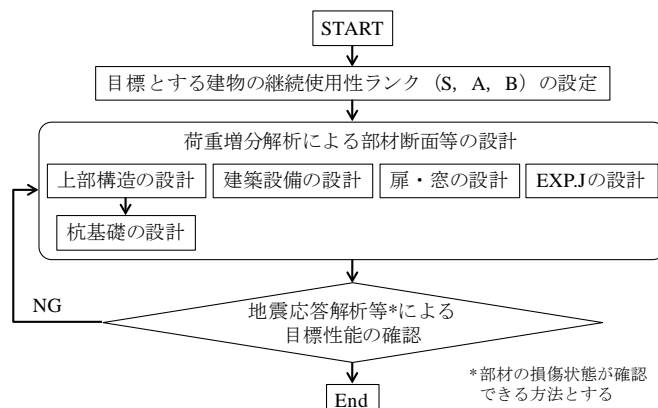 START
目標とする建物の継続使用性ランク（S, A, B）の設定
荷重増分解析による部材断面等の設計
上部構造の設計
建築設備の設計
扉・窓の設計
EXP.Jの設計
杭基礎の設計
NG
地震応答解析等*による
目標性能の確認
*部材の損傷状態が確認
できる方法とする
End